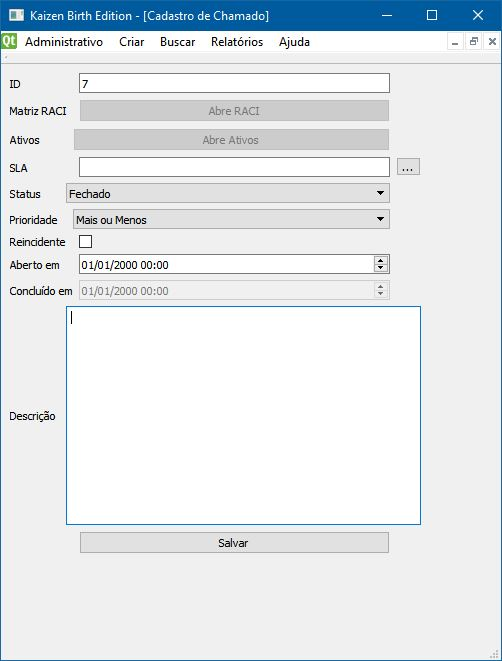 Kaizen Birth Edition - [Cadastro de Chamado]
Qt Administrativo Criar Buscar Relatórios Ajuda
ID 7
Matriz RACI Abre RACI
Ativos Abre Ativos
SLA ...
Status Fechado
Prioridade Mais ou Menos
Reincidente
Aberto em 01/01/2000 00:00
Concluído em 01/01/2000 00:00
Descrição
Salvar